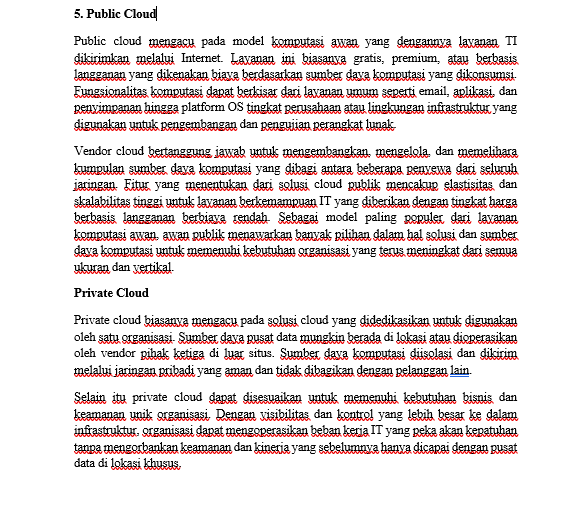 5. Public Cloud
Public cloud mengacu pada model komputasi awan yang dengannya layanan TI
dikirimkan melalui Internet. Layanan ini biasanya gratis, premium, atau berbasis
langganan yang dikenakan biaya berdasarkan sumber daya komputasi yang dikonsumsi.
Fungsionalitas komputasi dapat berkisar dari layanan umum seperti email, aplikasi, dan
penyimpanan hingga platform OS tingkat perusahaan atau lingkungan infrastruktur yang
digunakan untuk pengembangan dan pengujian perangkat lunak.
Vendor cloud bertanggung jawab untuk mengembangkan, mengelola, dan memelihara
kumpulan sumber daya komputasi yang dibagi antara beberapa penyewa dari seluruh
jaringan. Fitur yang menentukan dari solusi cloud publik mencakup elastisitas dan
skalabilitas tinggi untuk layanan berkemampuan IT yang diberikan dengan tingkat harga
berbasis langganan berbiaya rendah. Sebagai model paling populer dari layanan
komputasi awan, awan publik menawarkan banyak pilihan dalam hal solusi dan sumber
daya komputasi untuk memenuhi kebutuhan organisasi yang terus meningkat dari semua
ukuran dan vertikal.
Private Cloud
Private cloud biasanya mengacu pada solusi cloud yang didedikasikan untuk digunakan
oleh satu organisasi. Sumber daya pusat data mungkin berada di lokasi atau dioperasikan
oleh vendor pihak ketiga di luar situs. Sumber daya komputasi diisolasi dan dikirim
melalui jaringan pribadi yang aman dan tidak dibagikan dengan pelanggan lain.
Selain itu private cloud dapat disesuaikan untuk memenuhi kebutuhan bisnis dan
keamanan unik organisasi. Dengan visibilitas dan kontrol yang lebih besar ke dalam
infrastruktur, organisasi dapat mengoperasikan beban kerja IT yang peka akan kepatuhan
tanpa mengorbankan keamanan dan kinerja yang sebelumnya hanya dicapai dengan pusat
data di lokasi khusus.